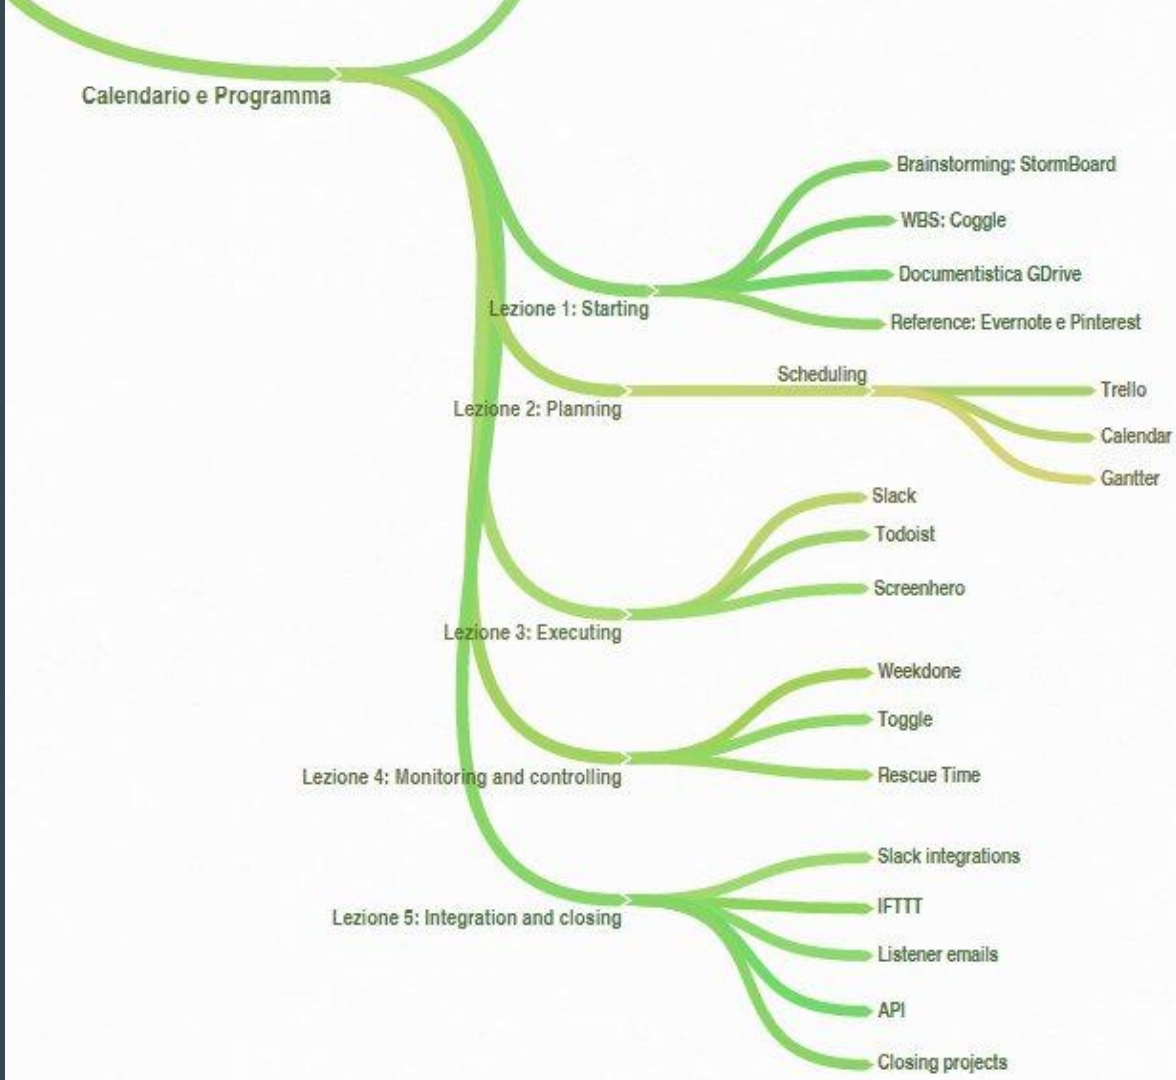 Calendario e Programma
Lezione 1: Starting
Brainstorming: StormBoard
WBS: Coggle
Documentistica GDrive
Reference: Evernote e Pinterest
Lezione 2: Planning
Scheduling
Trello
Calendar
Gantter
Lezione 3: Executing
Slack
Todoist
Screenhero
Lezione 4: Monitoring and controlling
Weekdone
Toggle
Rescue Time
Lezione 5: Integration and closing
Slack integrations
IFTTT
Listener emails
API
Closing projects